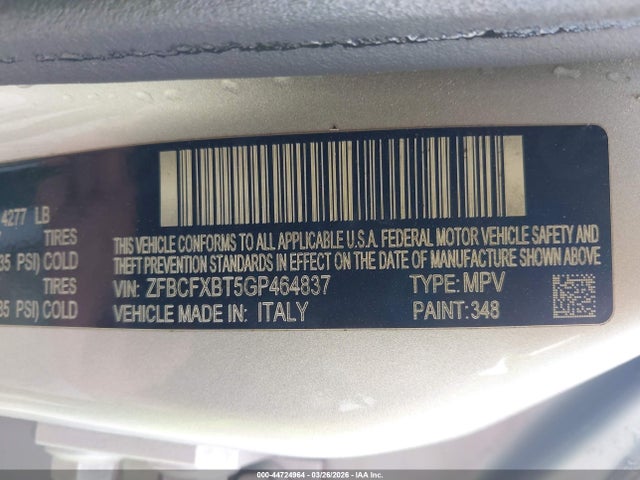 4277 LB
TIRES
35 PSI) COLD
TIRES
35 PSI) COLD
THIS VEHICLE CONFORMS TO ALL APPLICABLE U.S.A. FEDERAL MOTOR VEHICLE SAFETY AND
THEFT PREVENTION STANDARDS IN EFFECT ON THE DATE OF MANUFACTURE SHOWN ABOVE
VIN: ZFBCFXBT5GP464837 TYPE: MPV
VEHICLE MADE IN: ITALY PAINT:348
000-44724964 | 03/26/2026 | Copyright IAA, LLC